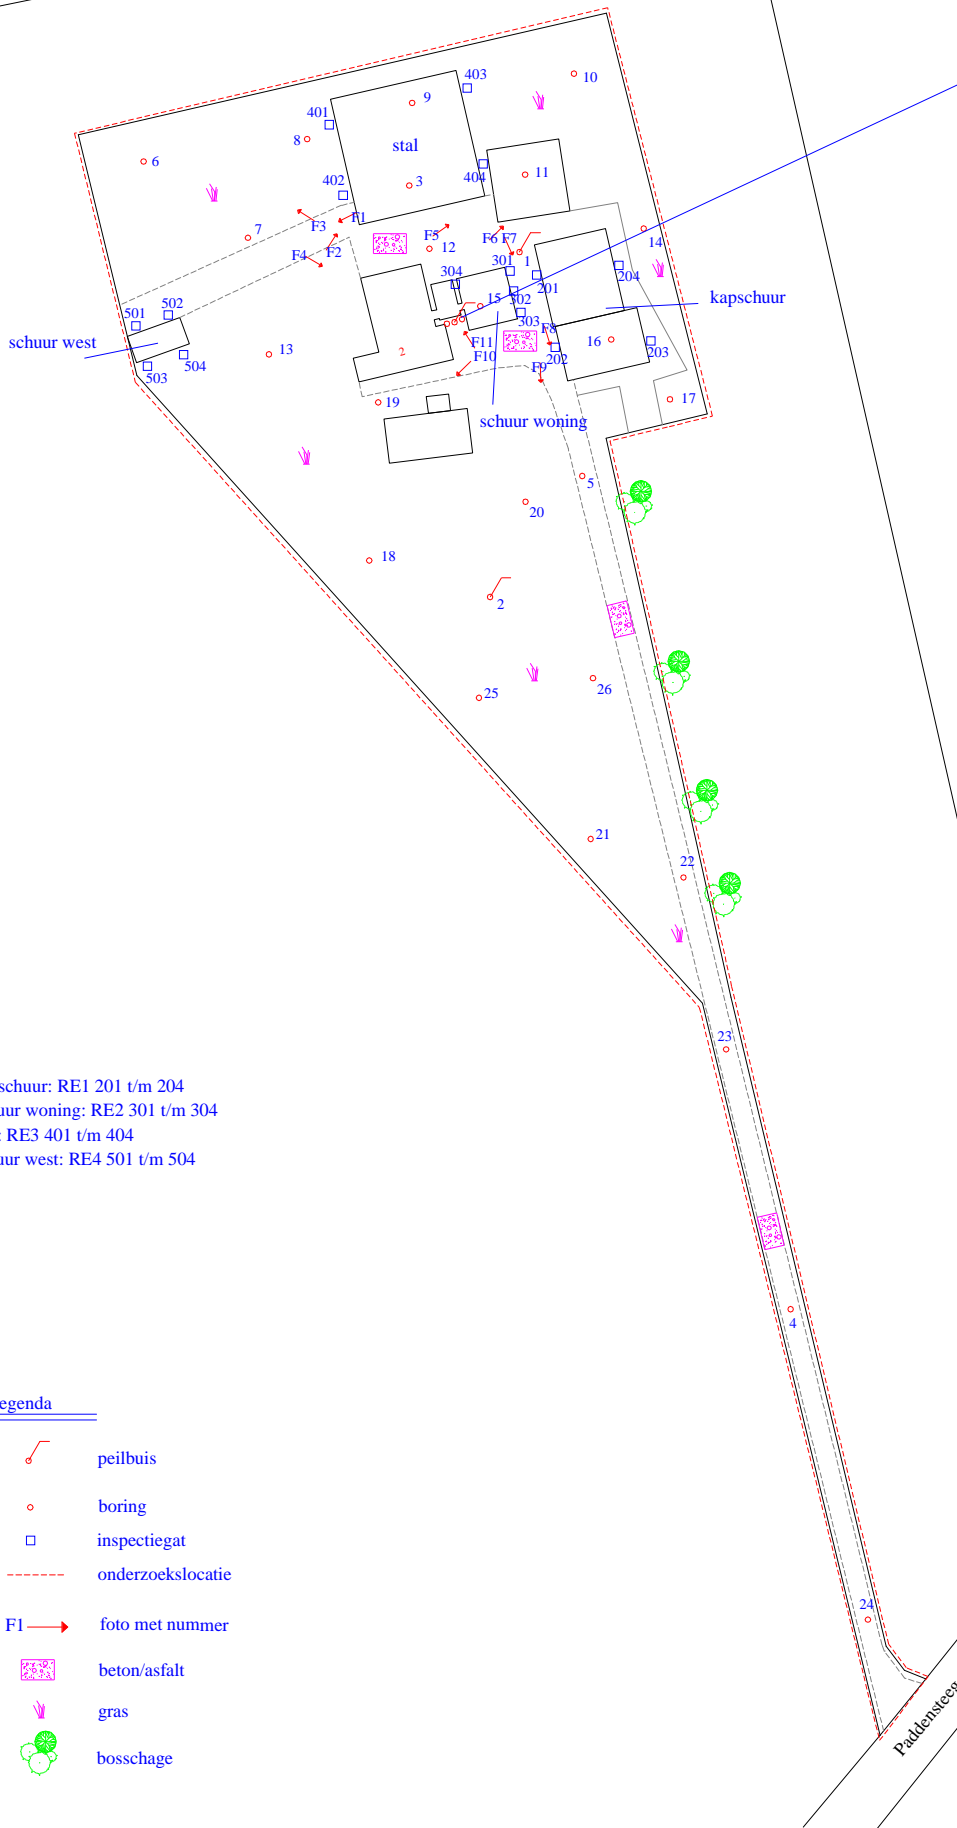 403
10
401
9
8
stal
6
404
11
402
3
F1
F3
7
F5
F6 F7
12
14
F4
F2
1
301
304
201
204
302
15
kapschuur
502
501
303
F8
schuur west
13
2
F11
16
203
504
F10
202
503
F9
19
17
schuur woning
5
20
18
2
26
25
21
22
23
schuur: RE1 201 t/m 204
uur woning: RE2 301 t/m 304
: RE3 401 t/m 404
uur west: RE4 501 t/m 504
4
egenda
peilbuis
boring
inspectiegat
onderzoekslocatie
24
F1
foto met nummer
beton/asfalt
gras
Paddensteeg
bosschage